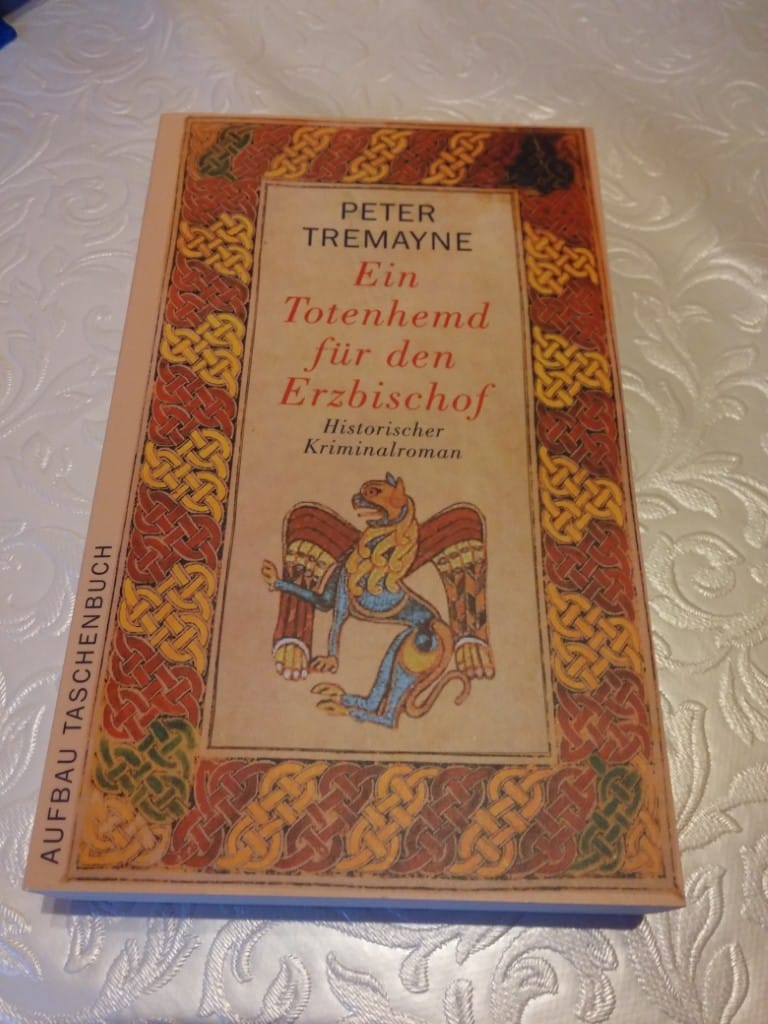 PETER
TREMAYNE
Ein
Totenhemd
für den
Erzbischof
Historischer
Kriminalroman
AUFBAU TASCHENBUCH